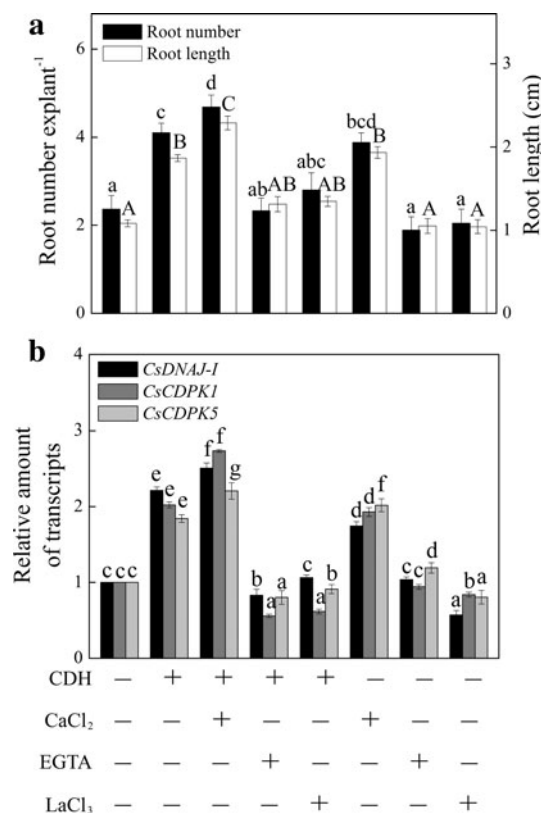 a
Root number
Root length
Root number explant⁻¹
6
4
2
0
Root length (cm)
3
2
1
0
a A c B d C ab AB abc AB bcd B a A a A
b
CsDNAJ-I
CsCDPK1
CsCDPK5
Relative amount
of transcripts
4
3
2
1
0
c c c e e e f f g b a a c a b d d f c c d a b a
CDH — + + + + — — —
CaCl₂ — — + — — + — —
EGTA — — — + — — + —
LaCl₃ — — — — + — — +